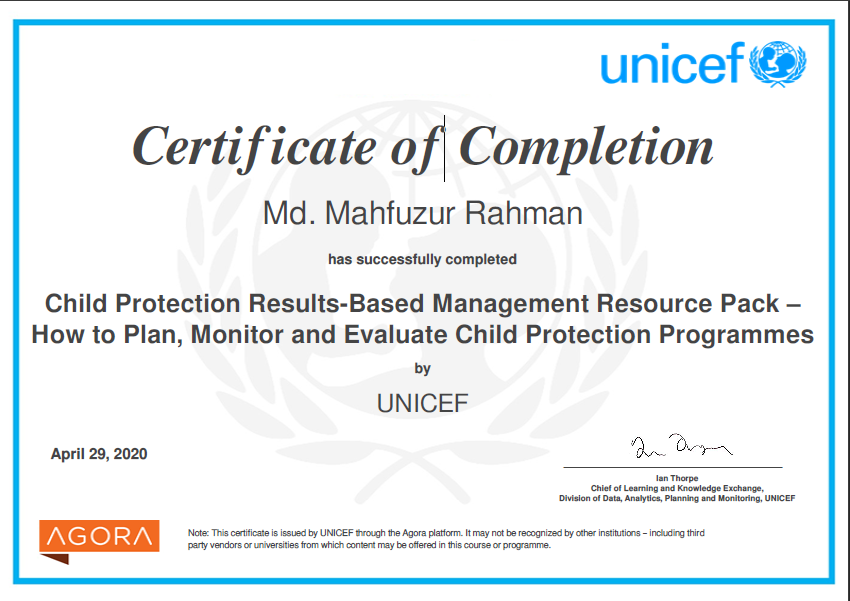 unicef
Certificate of Completion
Md. Mahfuzur Rahman
has successfully completed
Child Protection Results-Based Management Resource Pack –
How to Plan, Monitor and Evaluate Child Protection Programmes
by
UNICEF
April 29, 2020
Ian Thorpe
Chief of Learning and Knowledge Exchange,
Division of Data, Analytics, Planning and Monitoring, UNICEF
AGORA
Note: This certificate is issued by UNICEF through the Agora platform. It may not be recognized by other institutions – including third
party vendors or universities from which content may be offered in this course or programme.